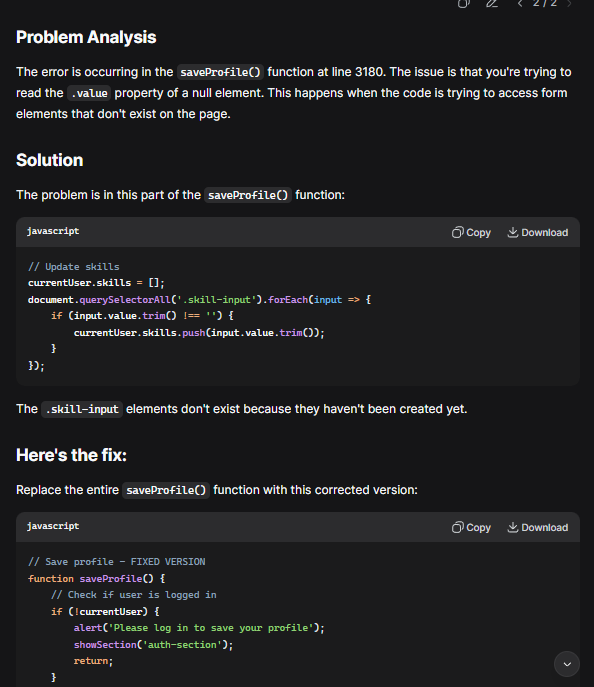 2 / 2
Problem Analysis
The error is occurring in the saveProfile() function at line 3180. The issue is that you're trying to
read the .value property of a null element. This happens when the code is trying to access form
elements that don't exist on the page.
Solution
The problem is in this part of the saveProfile() function:
javascript
Copy
Download
// Update skills
currentUser.skills = [];
document.querySelectorAll('.skill-input').forEach(input => {
    if (input.value.trim() !== '') {
        currentUser.skills.push(input.value.trim());
    }
});
The .skill-input elements don't exist because they haven't been created yet.
Here's the fix:
Replace the entire saveProfile() function with this corrected version:
javascript
Copy
Download
// Save profile - FIXED VERSION
function saveProfile() {
    // Check if user is logged in
    if (!currentUser) {
        alert('Please log in to save your profile');
        showSection('auth-section');
        return;
    }